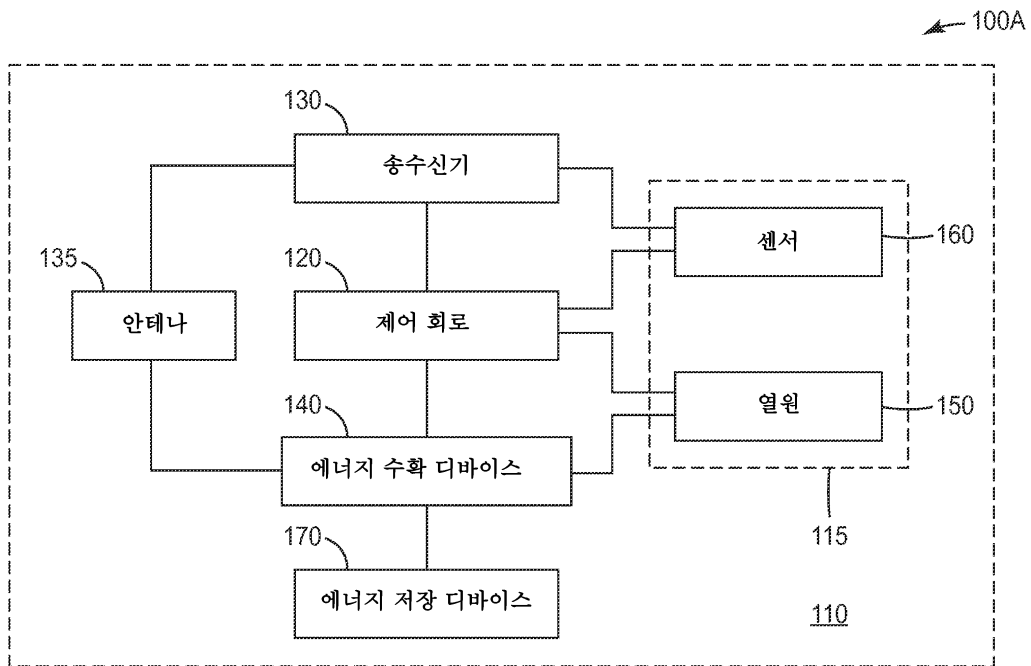 100A
130
송수신기
센서
160
135
120
안테나
제어 회로
140
열원
150
에너지 수확 디바이스
170
115
에너지 저장 디바이스
110